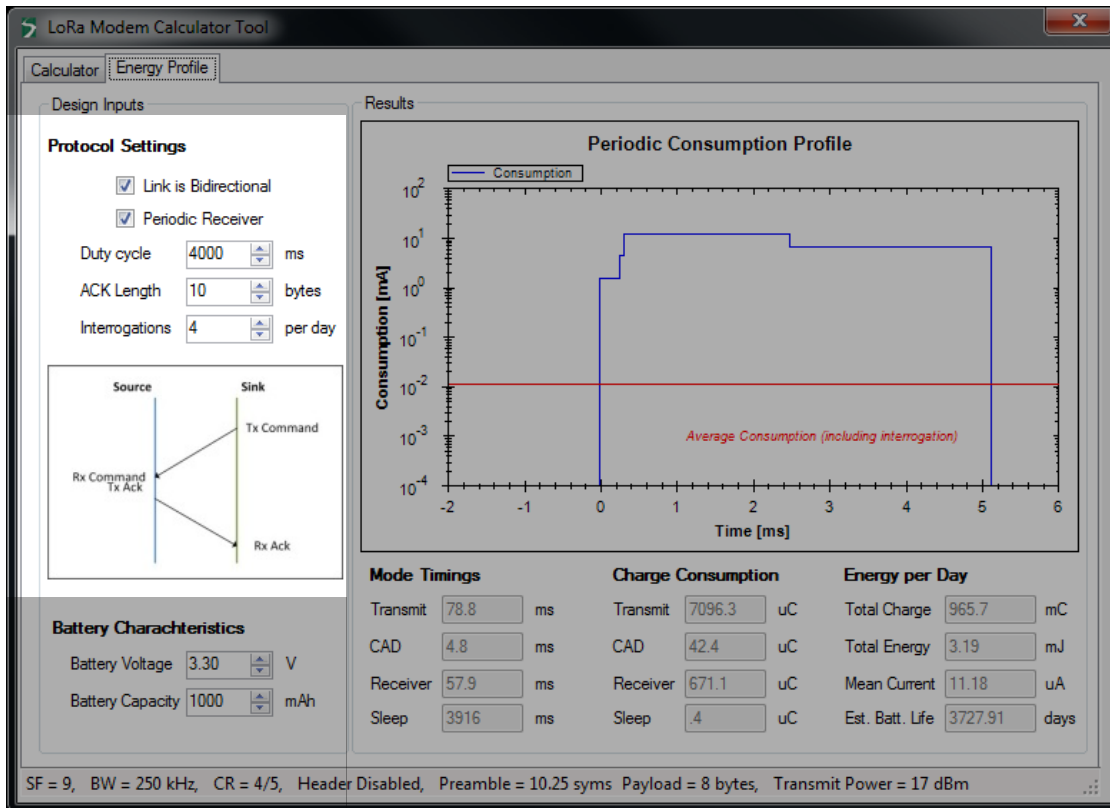 LoRa Modem Calculator Tool
Calculator Energy Profile
Design Inputs
Protocol Settings
Link is Bidirectional
Periodic Receiver
Duty cycle 4000 ms
ACK Length 10 bytes
Interrogations 4 per day
Source Sink
Tx Command
Rx Command
Tx Ack
Rx Ack
Battery Charachteristics
Battery Voltage 3.30 V
Battery Capacity 1000 mAh
Results
Periodic Consumption Profile
Consumption
Consumption [mA]
10^2
10^1
10^0
10^-1
10^-2
10^-3
10^-4
Average Consumption (including interrogation)
-2 -1 0 1 2 3 4 5 6
Time [ms]
Mode Timings Charge Consumption Energy per Day
Transmit 78.8 ms Transmit 7096.3 uC Total Charge 965.7 mC
CAD 4.8 ms CAD 42.4 uC Total Energy 3.19 mJ
Receiver 57.9 ms Receiver 671.1 uC Mean Current 11.18 uA
Sleep 3916 ms Sleep .4 uC Est. Batt. Life 3727.91 days
SF = 9, BW = 250 kHz, CR = 4/5, Header Disabled, Preamble = 10.25 syms Payload = 8 bytes, Transmit Power = 17 dBm